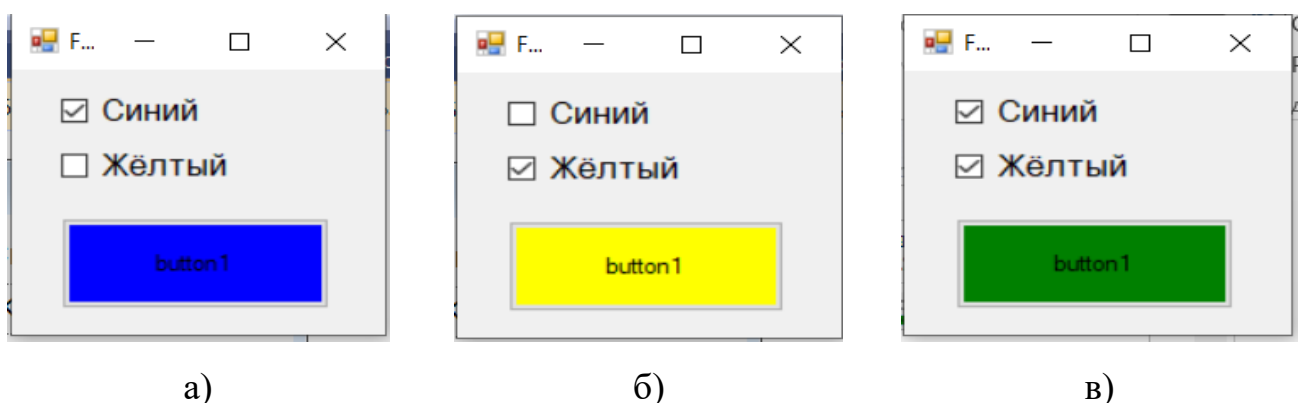 F...
Синий
Жёлтый
button1
а)
F...
Синий
Жёлтый
button1
б)
F...
Синий
Жёлтый
button1
в)